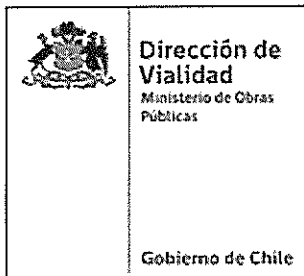 Dirección de
Vialidad
Ministerio de Obras
Públicas
Gobierno de Chile